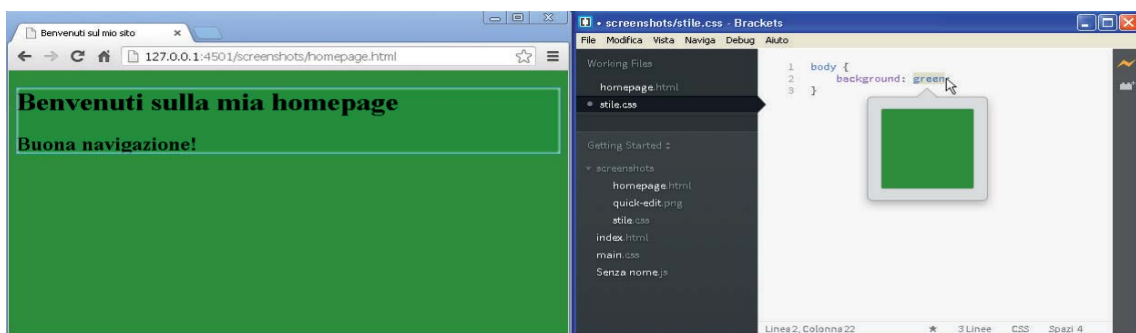 Benvenuti sul mio sito
127.0.0.1:4501/screenshots/homepage.html
Benvenuti sulla mia homepage
Buona navigazione!
• screenshots/stile.css - Brackets
File Modifica Vista Naviga Debug Aiuto
Working Files
homepage.html
stile.css
Getting Started
screenshots
homepage.html
quick-edit.png
stile.css
index.html
main.css
Senza nome.js
1 body {
2 background: green
3 }
Linea 2, Colonna 22 3 Linee CSS Spazi 4